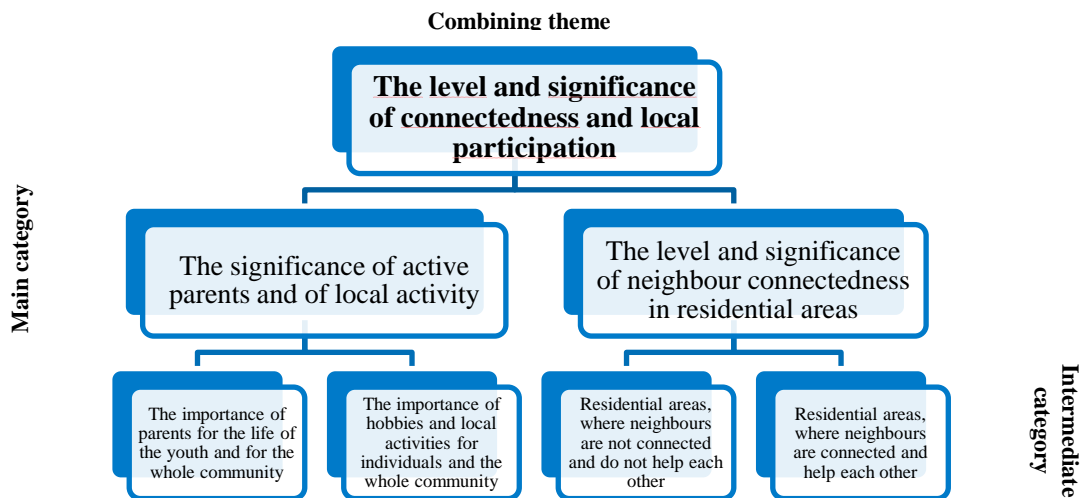 Combining theme
The level and significance
of connectedness and local
participation
Main category
The significance of active
parents and of local activity
The level and significance
of neighbour connectedness
in residential areas
The importance of
parents for the life of
the youth and for the
whole community
The importance of
hobbies and local
activities for
individuals and the
whole community
Residential areas,
where neighbours
are not connected
and do not help each
other
Residential areas,
where neighbours
are connected and
help each other
Intermediate
category